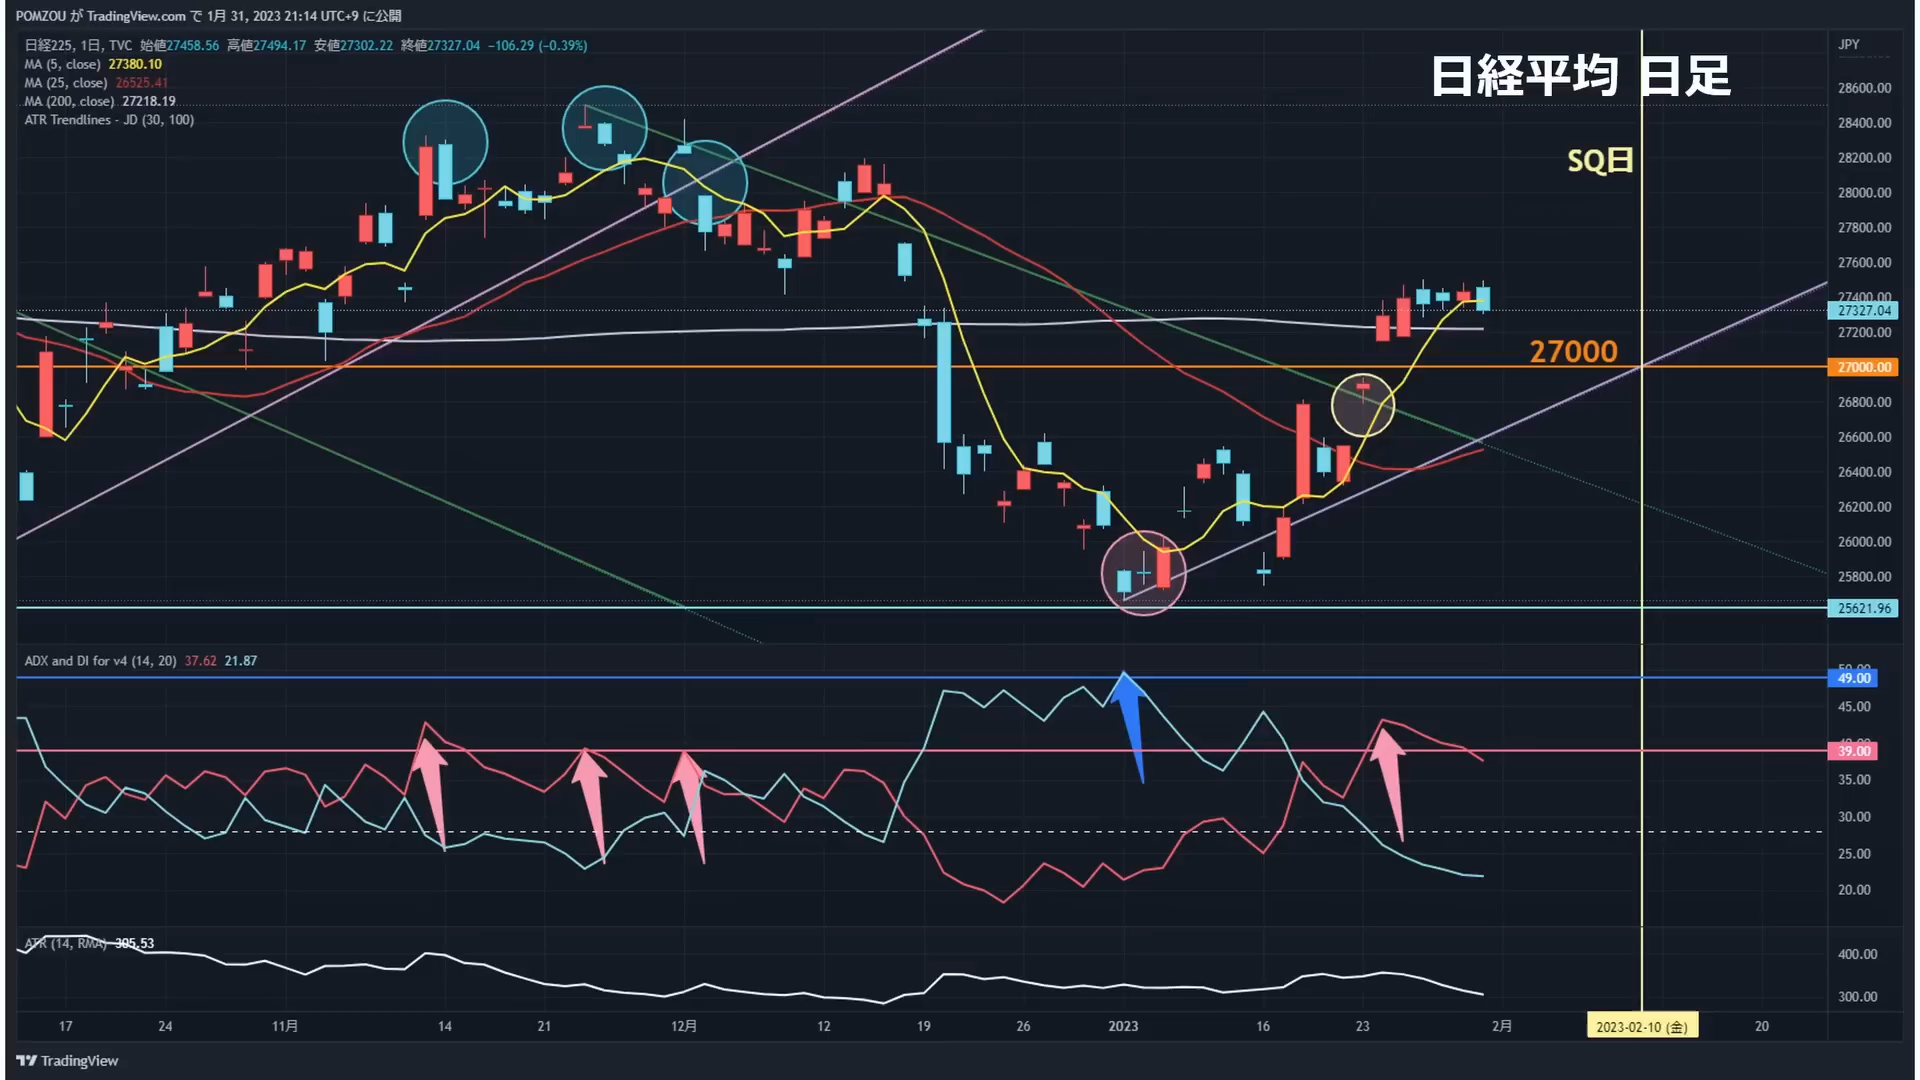 POMZOU が TradingView.com で 1月 31, 2023 21:14 UTC+9 に公開
日経225, 1日, TVC 始値27458.56 高値27494.17 安値27302.22 終値27327.04 −106.29 (−0.39%)
MA (5, close) 27380.10
MA (25, close) 26525.41
MA (200, close) 27218.19
ATR Trendlines - JD (30, 100)
日経平均 日足
SQ日
27000
JPY
28600.00
28400.00
28200.00
28000.00
27800.00
27600.00
27400.00
27327.04
27200.00
27000.00
26800.00
26600.00
26400.00
26200.00
26000.00
25800.00
25621.96
ADX and DI for v4 (14, 20) 37.62 21.87
50.00
49.00
45.00
40.00
39.00
35.00
30.00
25.00
20.00
ATR (14, RMA) 305.53
400.00
300.00
17 24 11月 14 21 12月 12 19 26 2023 16 23 2月 2023-02-10 (金) 20
TradingView